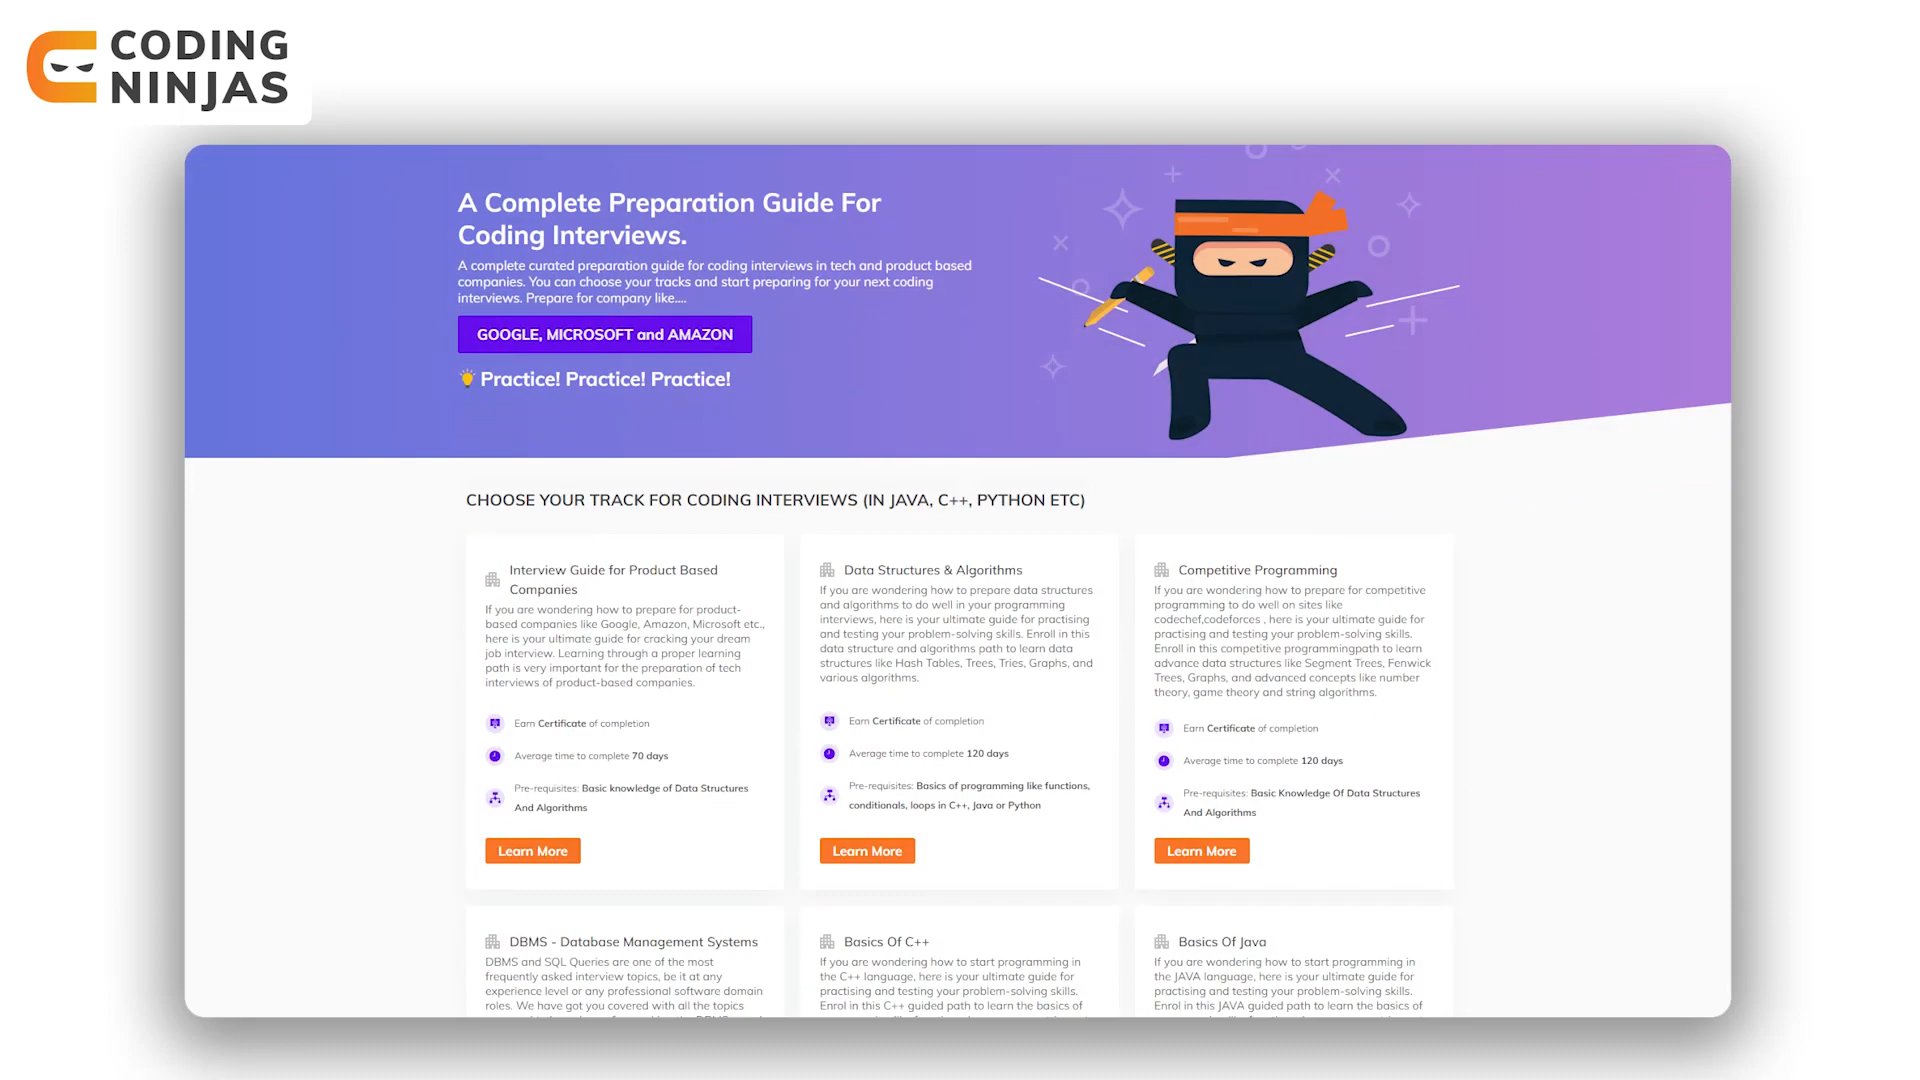 CODING
NINJAS
A Complete Preparation Guide For
Coding Interviews.
A complete curated preparation guide for coding interviews in tech and product based
companies. You can choose your tracks and start preparing for your next coding
interviews. Prepare for company like....
GOOGLE, MICROSOFT and AMAZON
Practice! Practice! Practice!
CHOOSE YOUR TRACK FOR CODING INTERVIEWS (IN JAVA, C++, PYTHON ETC)
Interview Guide for Product Based
Companies
If you are wondering how to prepare for product-
based companies like Google, Amazon, Microsoft etc.,
here is your ultimate guide for cracking your dream
job interview. Learning through a proper learning
path is very important for the preparation of tech
interviews of product-based companies.
Earn Certificate of completion
Average time to complete 70 days
Pre-requisites: Basic knowledge of Data Structures
And Algorithms
Learn More
Data Structures & Algorithms
If you are wondering how to prepare data structures
and algorithms to do well in your programming
interviews, here is your ultimate guide for practising
and testing your problem-solving skills. Enroll in this
data structure and algorithms path to learn data
structures like Hash Tables, Trees, Tries, Graphs, and
various algorithms.
Earn Certificate of completion
Average time to complete 120 days
Pre-requisites: Basics of programming like functions,
conditionals, loops in C++, Java or Python
Learn More
Competitive Programming
If you are wondering how to prepare for competitive
programming to do well on sites like
codechef,codeforces , here is your ultimate guide for
practising and testing your problem-solving skills.
Enroll in this competitive programmingpath to learn
advance data structures like Segment Trees, Fenwick
Trees, Graphs, and advanced concepts like number
theory, game theory and string algorithms.
Earn Certificate of completion
Average time to complete 120 days
Pre-requisites: Basic Knowledge Of Data Structures
And Algorithms
Learn More
DBMS - Database Management Systems
DBMS and SQL Queries are one of the most
frequently asked interview topics, be it at any
experience level or any professional software domain
roles. We have got you covered with all the topics
Basics Of C++
If you are wondering how to start programming in
the C++ language, here is your ultimate guide for
practising and testing your problem-solving skills.
Enrol in this C++ guided path to learn the basics of
Basics Of Java
If you are wondering how to start programming in
the JAVA language, here is your ultimate guide for
practising and testing your problem-solving skills.
Enrol in this JAVA guided path to learn the basics of